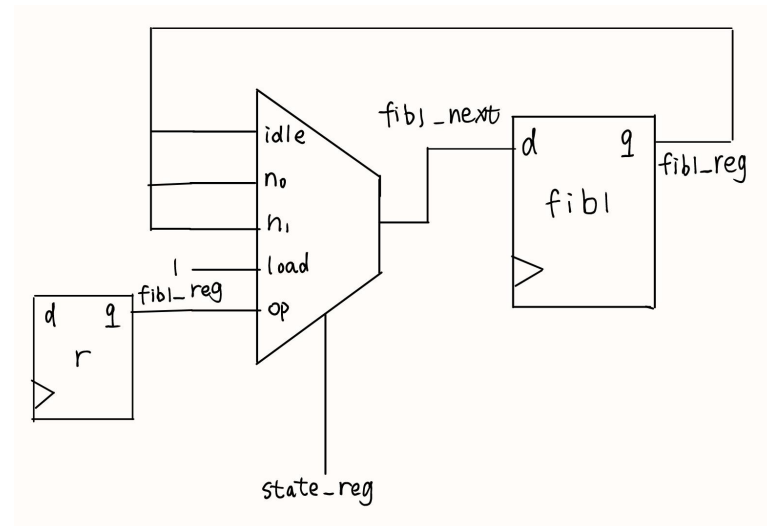 fib1_next
idle
d q
fib1_reg
n0
fib1
n1
1 load
fib1_reg
d q
op
r
state_reg